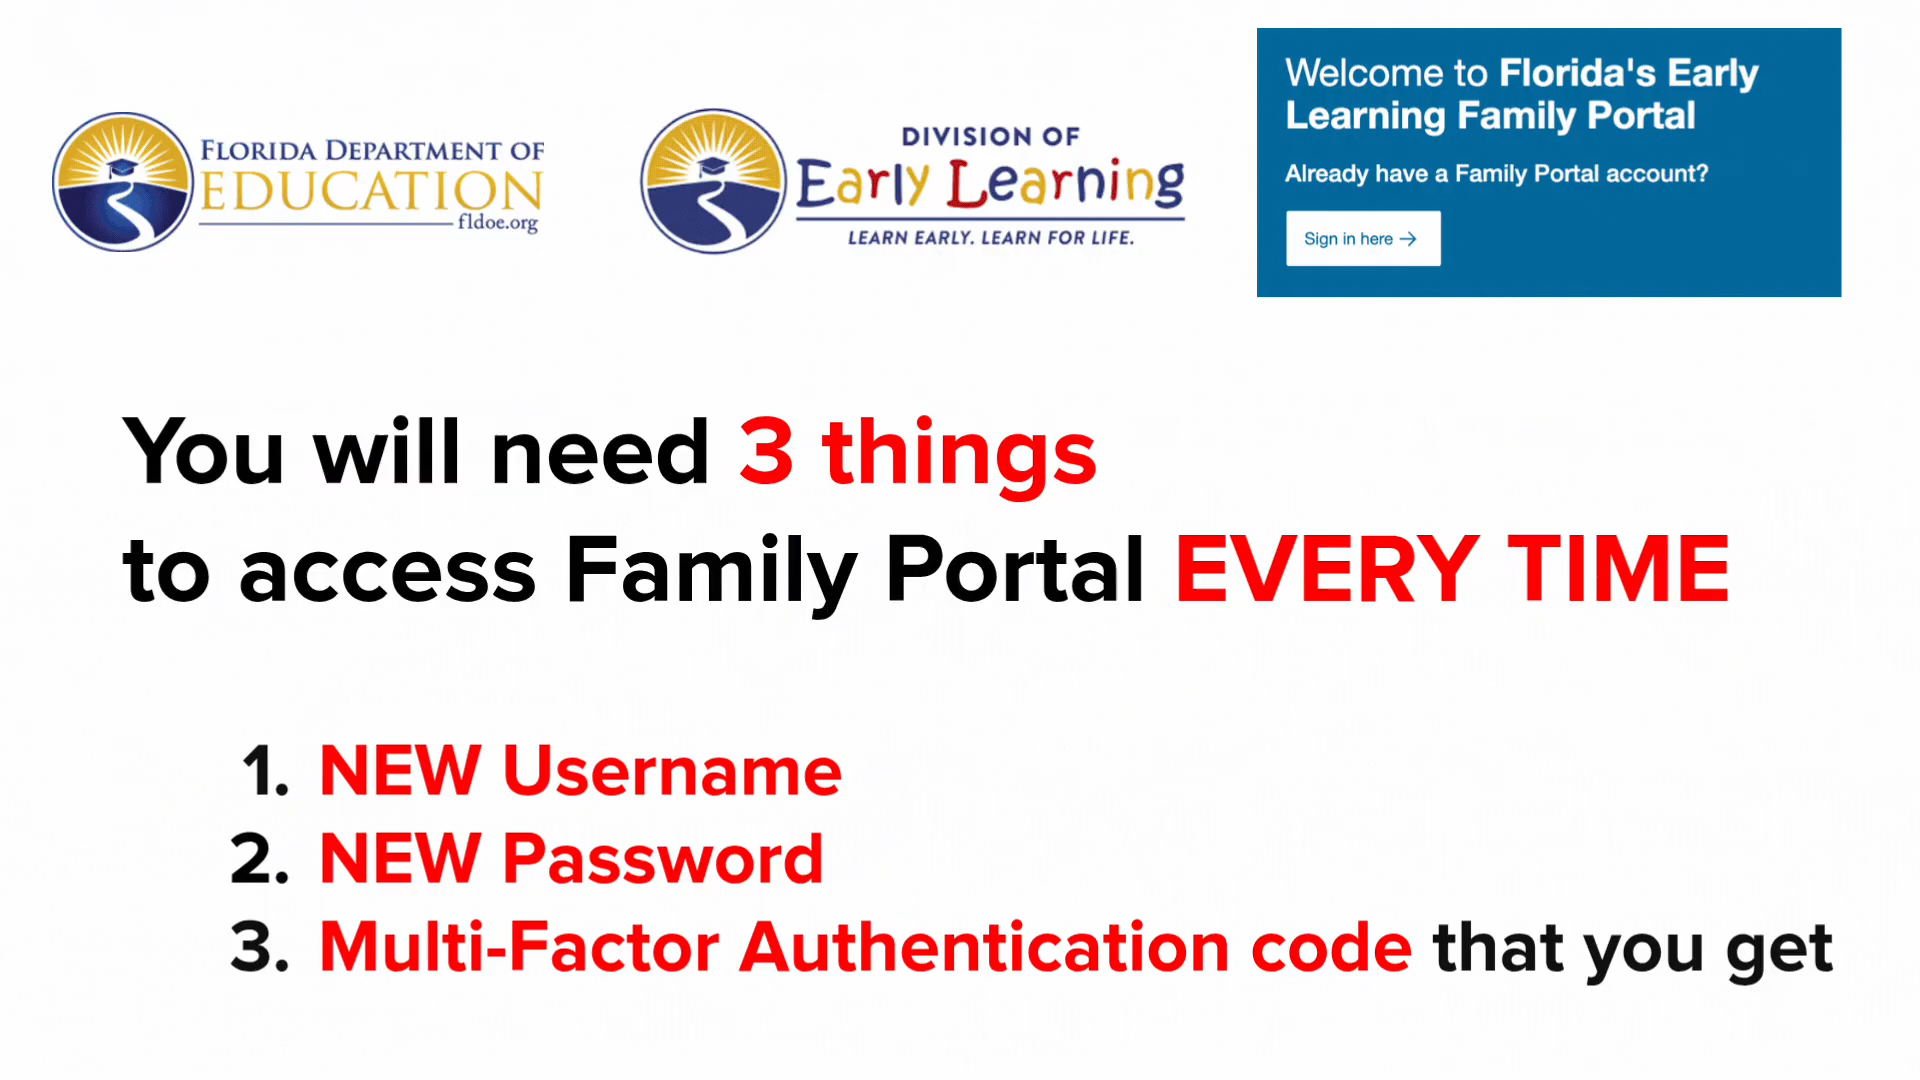 FLORIDA DEPARTMENT OF
EDUCATION
fldoe.org
DIVISION OF
Early Learning
LEARN EARLY. LEARN FOR LIFE.
Welcome to Florida's Early
Learning Family Portal
Already have a Family Portal account?
Sign in here →
You will need 3 things
to access Family Portal EVERY TIME
1. NEW Username
2. NEW Password
3. Multi-Factor Authentication code that you get